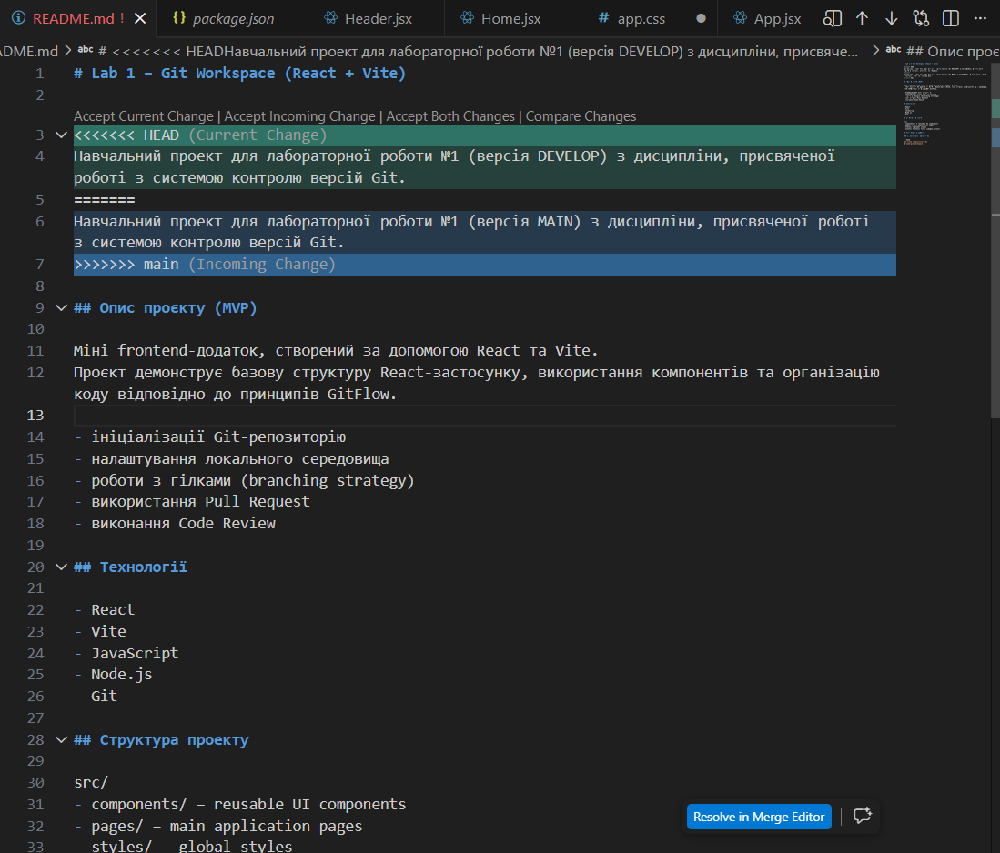 README.md ! package.json Header.jsx Home.jsx # app.css App.jsx
ADME.md > abc # <<<<<<< HEADНавчальний проект для лабораторної роботи №1 (версія DEVELOP) з дисципліни, присвяче... > abc ## Опис проє
1 # Lab 1 – Git Workspace (React + Vite)
2
Accept Current Change | Accept Incoming Change | Accept Both Changes | Compare Changes
3 <<<<<<< HEAD (Current Change)
4 Навчальний проект для лабораторної роботи №1 (версія DEVELOP) з дисципліни, присвяченої
роботі з системою контролю версій Git.
5 =======
6 Навчальний проект для лабораторної роботи №1 (версія MAIN) з дисципліни, присвяченої роботі
з системою контролю версій Git.
7 >>>>>>> main (Incoming Change)
8
9 ## Опис проєкту (MVP)
10
11 Міні frontend-додаток, створений за допомогою React та Vite.
12 Проєкт демонструє базову структуру React-застосунку, використання компонентів та організацію
коду відповідно до принципів GitFlow.
13
14 - ініціалізації Git-репозиторію
15 - налаштування локального середовища
16 - роботи з гілками (branching strategy)
17 - використання Pull Request
18 - виконання Code Review
19
20 ## Технології
21
22 - React
23 - Vite
24 - JavaScript
25 - Node.js
26 - Git
27
28 ## Структура проекту
29
30 src/
31 - components/ – reusable UI components
32 - pages/ – main application pages
33 - styles/ – global styles
Resolve in Merge Editor